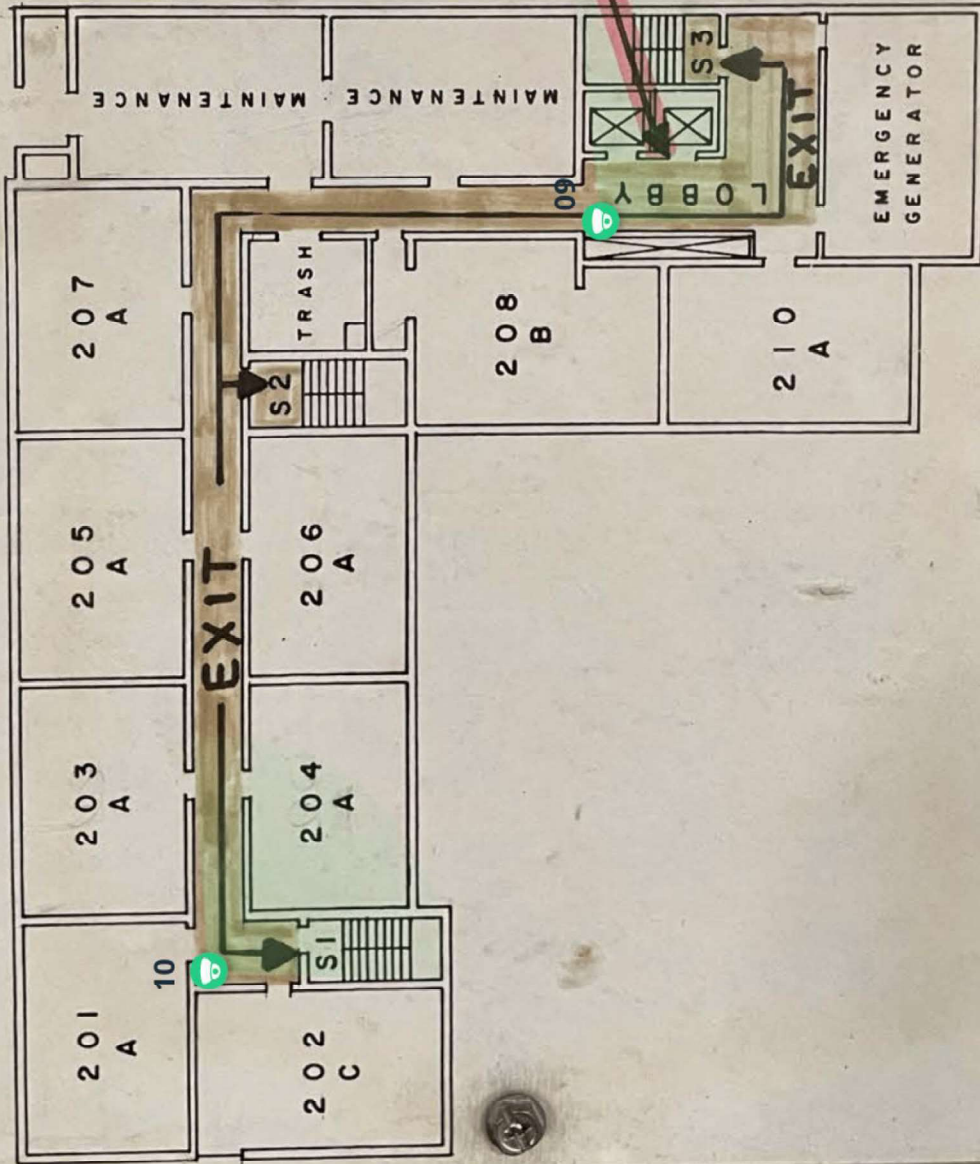 MAINTENANCE
MAINTENANCE
S3
EMERGENCY
GENERATOR
EXIT
LOBBY
09
207
A
TRASH
S2
208
B
210
A
205
A
EXIT
206
A
203
A
204
A
10
S1
201
A
202
C